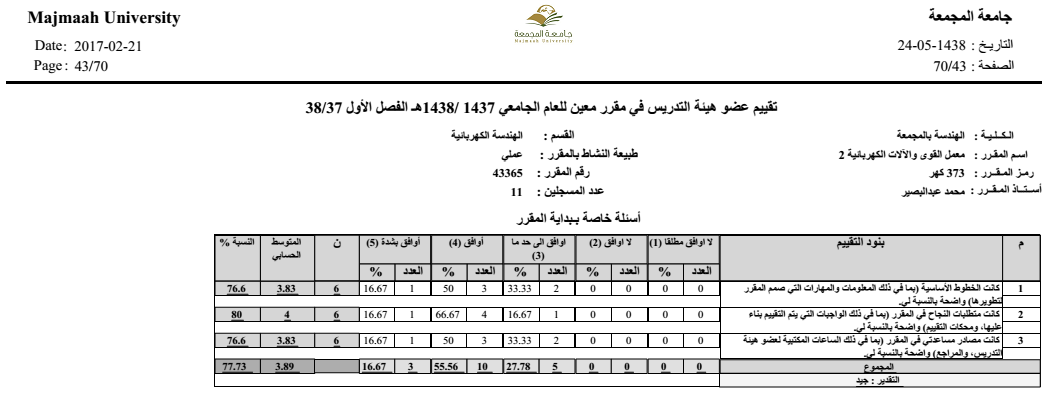 جامعة المجمعة
Majmaah University
جامعة المجمعة
Majmaah University
التاريخ : 1438-05-24
Date: 2017-02-21
الصفحة : 70/43
Page : 43/70
تقييم عضو هيئة التدريس في مقرر معين للعام الجامعي 1437 /1438هـ الفصل الأول 38/37
الكلية : الهندسة بالمجمعة القسم : الهندسة الكهربائية
اسم المقرر : معمل القوى والآلات الكهربائية 2 طبيعة النشاط بالمقرر : عملي
رمز المقرر : 373 كهر رقم المقرر : 43365
أستاذ المقرر : محمد عبدالبصير عدد المسجلين : 11
أسئلة خاصة ببداية المقرر
م بنود التقييم لا اوافق مطلقا (1) لا اوافق (2) اوافق الى حد ما (3) أوافق (4) أوافق بشدة (5) ن المتوسط الحسابي النسبة %
العدد % العدد % العدد % العدد % العدد %
1 كانت الخطوط الأساسية (بما في ذلك المعلومات والمهارات التي صمم المقرر 0 0 0 0 2 33.33 3 50 1 16.67 6 3.83 76.6
لتطويرها) واضحة بالنسبة لي.
2 كانت متطلبات النجاح في المقرر (بما في ذلك الواجبات التي يتم التقييم بناء 0 0 0 0 1 16.67 4 66.67 1 16.67 6 4 80
عليها، ومحكات التقييم) واضحة بالنسبة لي.
3 كانت مصادر مساعدتي في المقرر (بما في ذلك الساعات المكتبية لعضو هيئة 0 0 0 0 2 33.33 3 50 1 16.67 6 3.83 76.6
التدريس، والمراجع) واضحة بالنسبة لي.
المجموع 0 0 0 0 5 27.78 10 55.56 3 16.67 3.89 77.73
التقدير : جيد